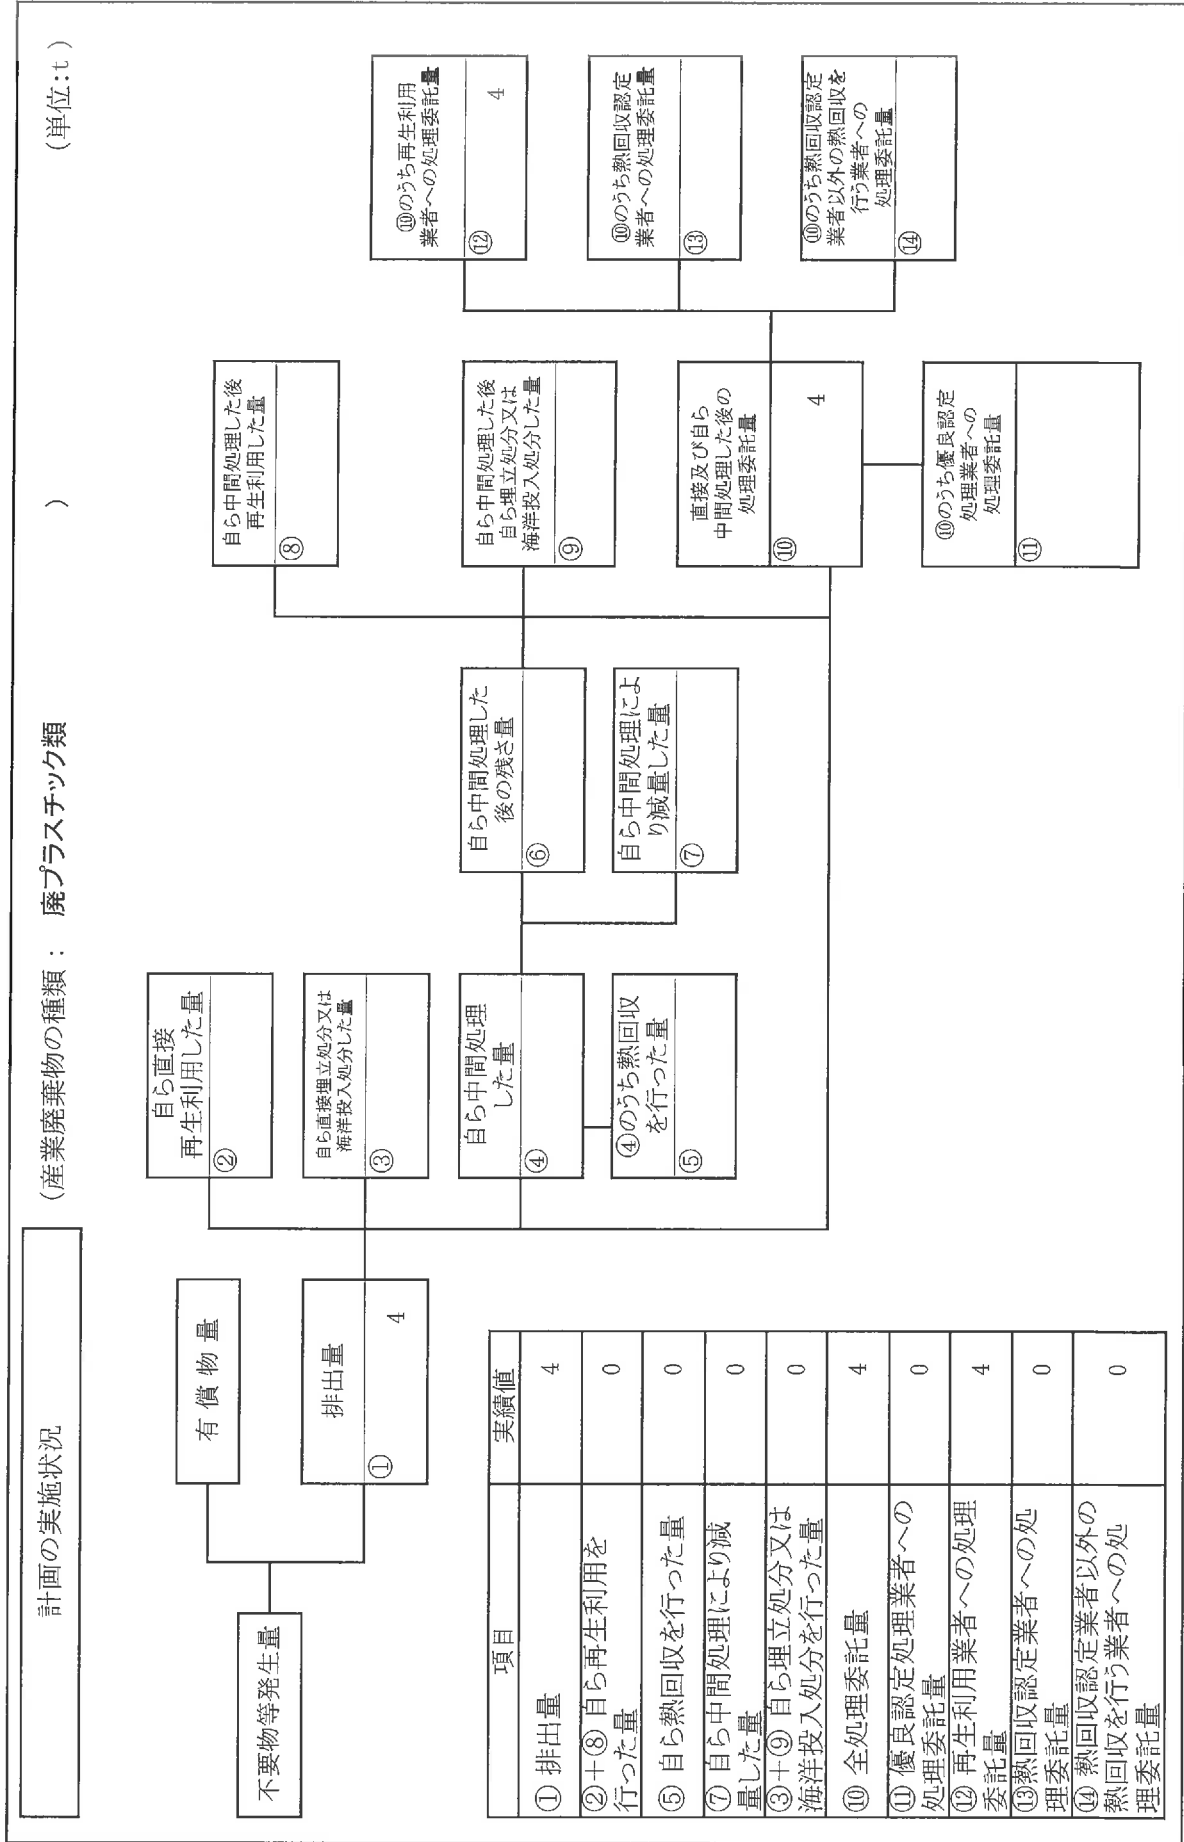 計画の実施状況
(産業廃棄物の種類： 廃プラスチック類 )
(単位:t)
不要物等発生量
有償物量
排出量
① 4
自ら直接
再生利用した量
②
自ら直接埋立処分又は
海洋投入処分した量
③
自ら中間処理
した量
④
④のうち熱回収
を行った量
⑤
自ら中間処理した
後の残さ量
⑥
自ら中間処理によ
り減量した量
⑦
自ら中間処理した後
再生利用した量
⑧
自ら中間処理した後
自ら埋立処分又は
海洋投入処分した量
⑨
直接及び自ら
中間処理した後の
処理委託量
⑩ 4
⑩のうち優良認定
処理業者への
処理委託量
⑪
⑩のうち再生利用
業者への処理委託量
⑫ 4
⑩のうち熱回収認定
業者への処理委託量
⑬
⑩のうち熱回収認定
業者以外の熱回収を
行う業者への
処理委託量
⑭
項目 実績値
① 排出量 4
②＋⑧ 自ら再生利用を
行った量 0
⑤ 自ら熱回収を行った量 0
⑦ 自ら中間処理により減
量した量 0
③＋⑨ 自ら埋立処分又は
海洋投入処分を行った量 0
⑩ 全処理委託量 4
⑪ 優良認定処理業者への
処理委託量 0
⑫ 再生利用業者への処理
委託量 4
⑬熱回収認定業者への処
理委託量 0
⑭ 熱回収認定業者以外の
熱回収を行う業者への処
理委託量 0